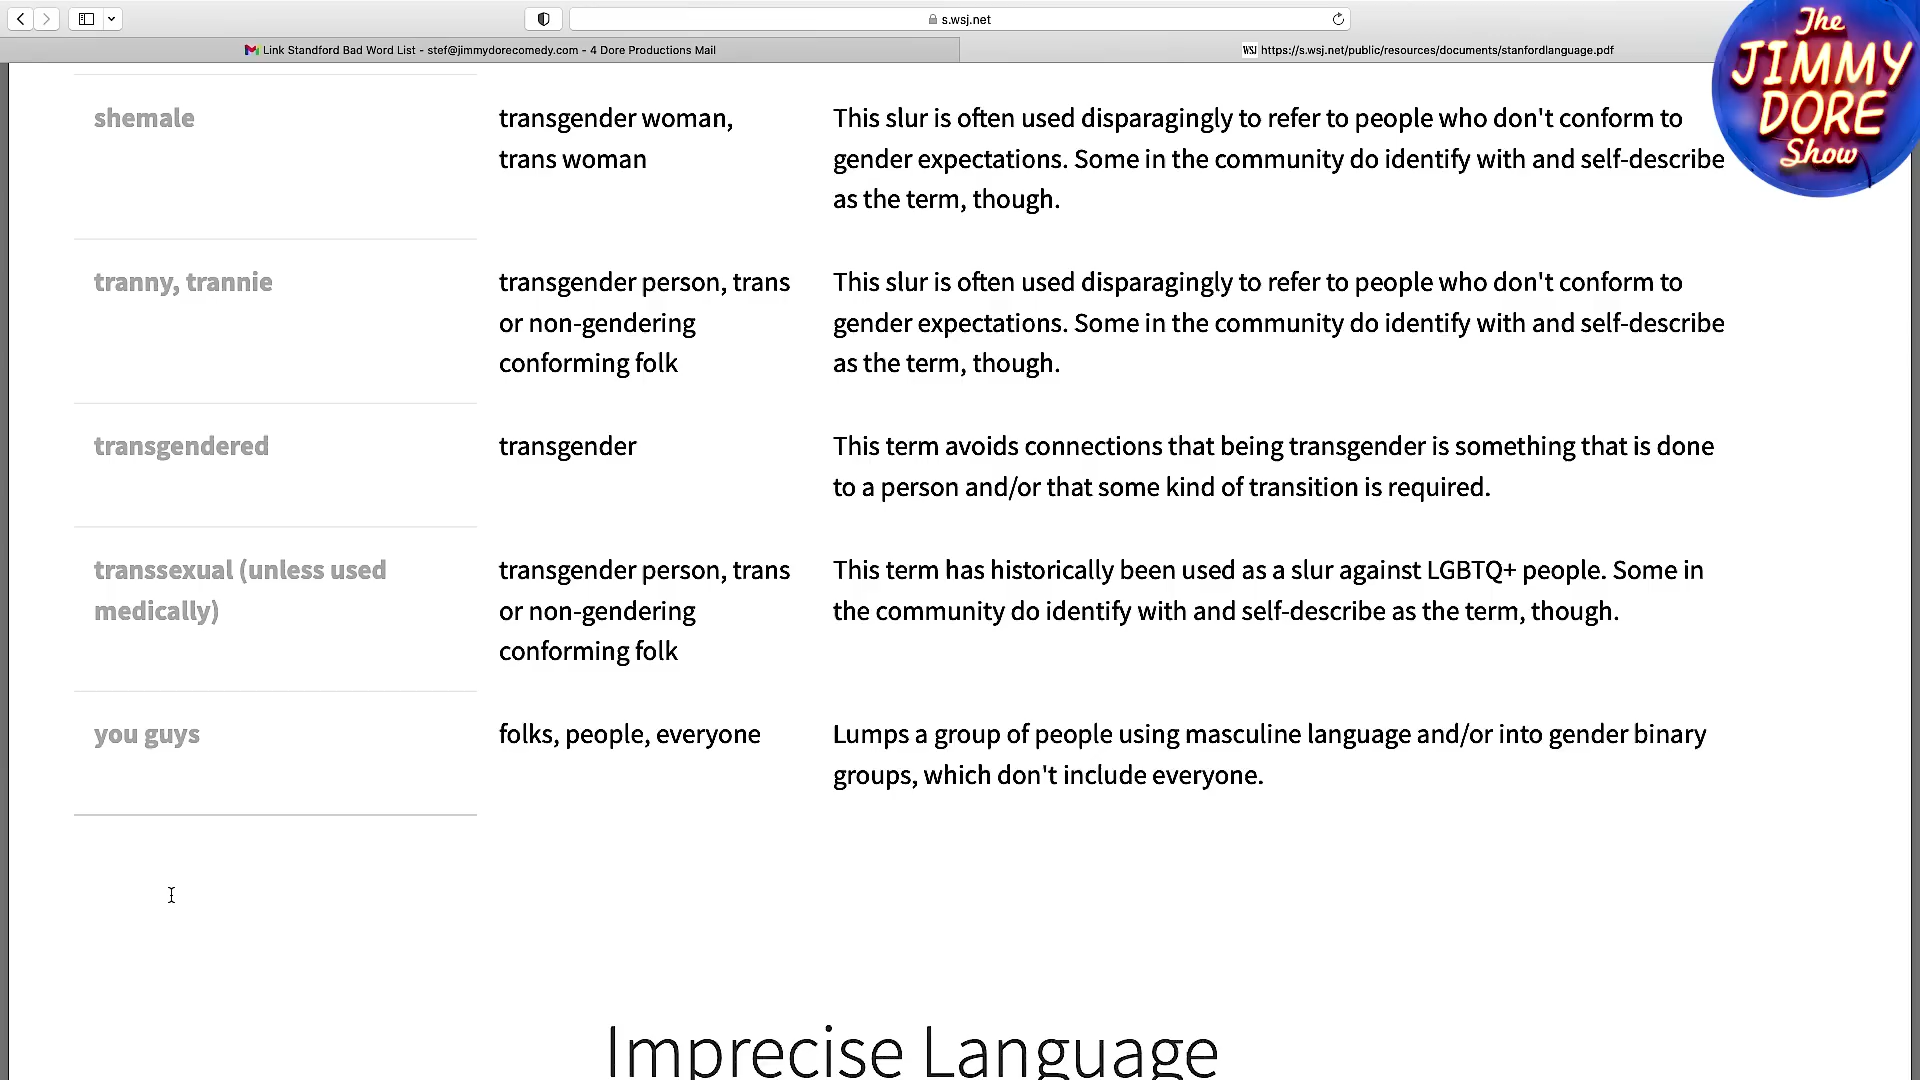 s.wsj.net
Link Standford Bad Word List - stef@jimmydorecomedy.com - 4 Dore Productions Mail
WSJ https://s.wsj.net/public/resources/documents/stanfordlanguage.pdf
The
JIMMY
DORE
Show
shemale
transgender woman,
trans woman
This slur is often used disparagingly to refer to people who don't conform to
gender expectations. Some in the community do identify with and self-describe
as the term, though.
tranny, trannie
transgender person, trans
or non-gendering
conforming folk
This slur is often used disparagingly to refer to people who don't conform to
gender expectations. Some in the community do identify with and self-describe
as the term, though.
transgendered
transgender
This term avoids connections that being transgender is something that is done
to a person and/or that some kind of transition is required.
transsexual (unless used
medically)
transgender person, trans
or non-gendering
conforming folk
This term has historically been used as a slur against LGBTQ+ people. Some in
the community do identify with and self-describe as the term, though.
you guys
folks, people, everyone
Lumps a group of people using masculine language and/or into gender binary
groups, which don't include everyone.
Imprecise Language